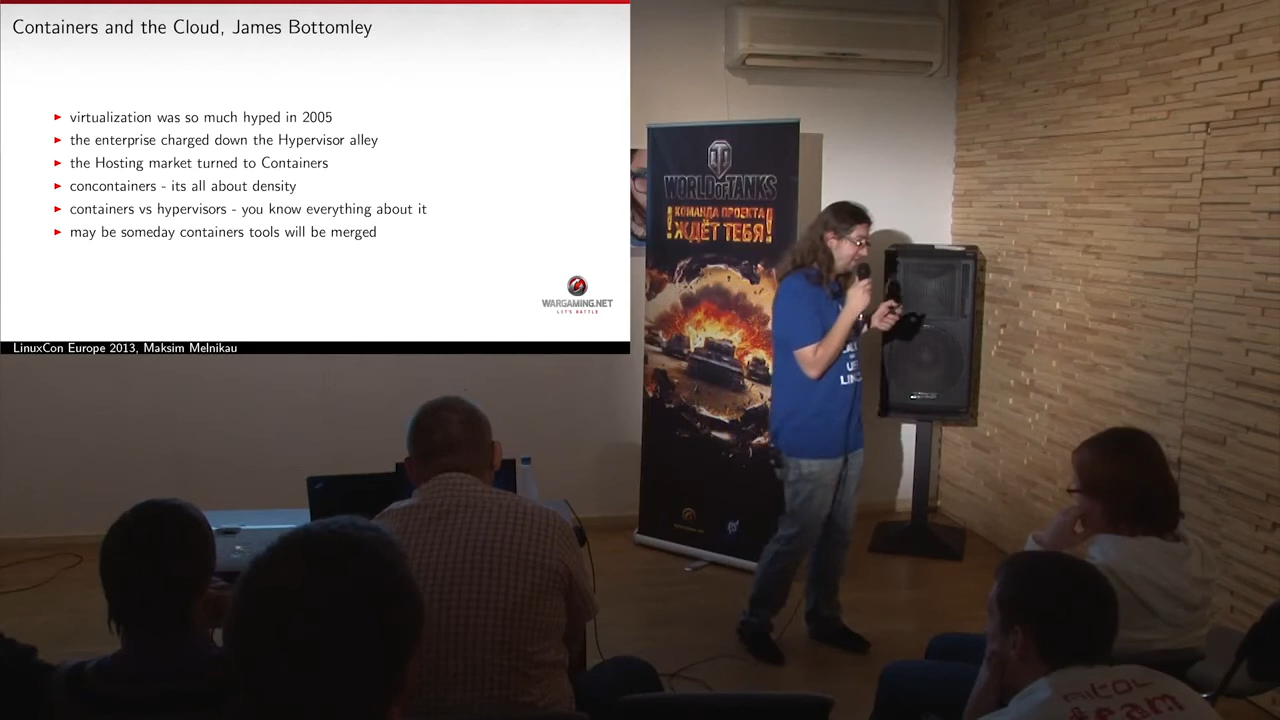 Containers and the Cloud, James Bottomley
virtualization was so much hyped in 2005
the enterprise charged down the Hypervisor alley
the Hosting market turned to Containers
concontainers - its all about density
containers vs hypervisors - you know everything about it
may be someday containers tools will be merged
WARGAMING.NET
LET'S BATTLE
LinuxCon Europe 2013, Maksim Melnikau
WORLD OF TANKS
КОМАНДА ПРОЕКТА
ЖДЁТ ТЕБЯ!
team